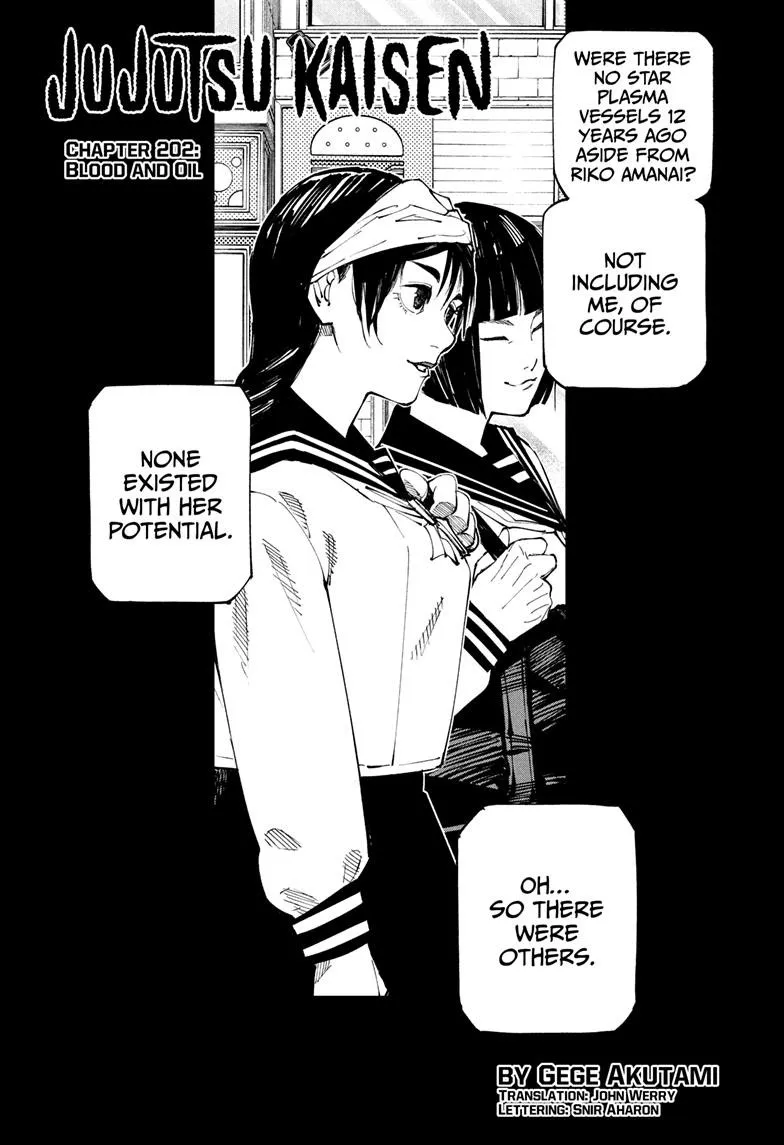 JUJUTSU KAISEN
CHAPTER 202:
BLOOD AND OIL
WERE THERE
NO STAR
PLASMA
VESSELS 12
YEARS AGO
ASIDE FROM
RIKO AMANAI?
NOT
INCLUDING
ME, OF
COURSE.
NONE
EXISTED
WITH HER
POTENTIAL.
OH...
SO THERE
WERE
OTHERS.
BY GEGE AKUTAMI
TRANSLATION: JOHN WERRY
LETTERING: SNIR AHARON